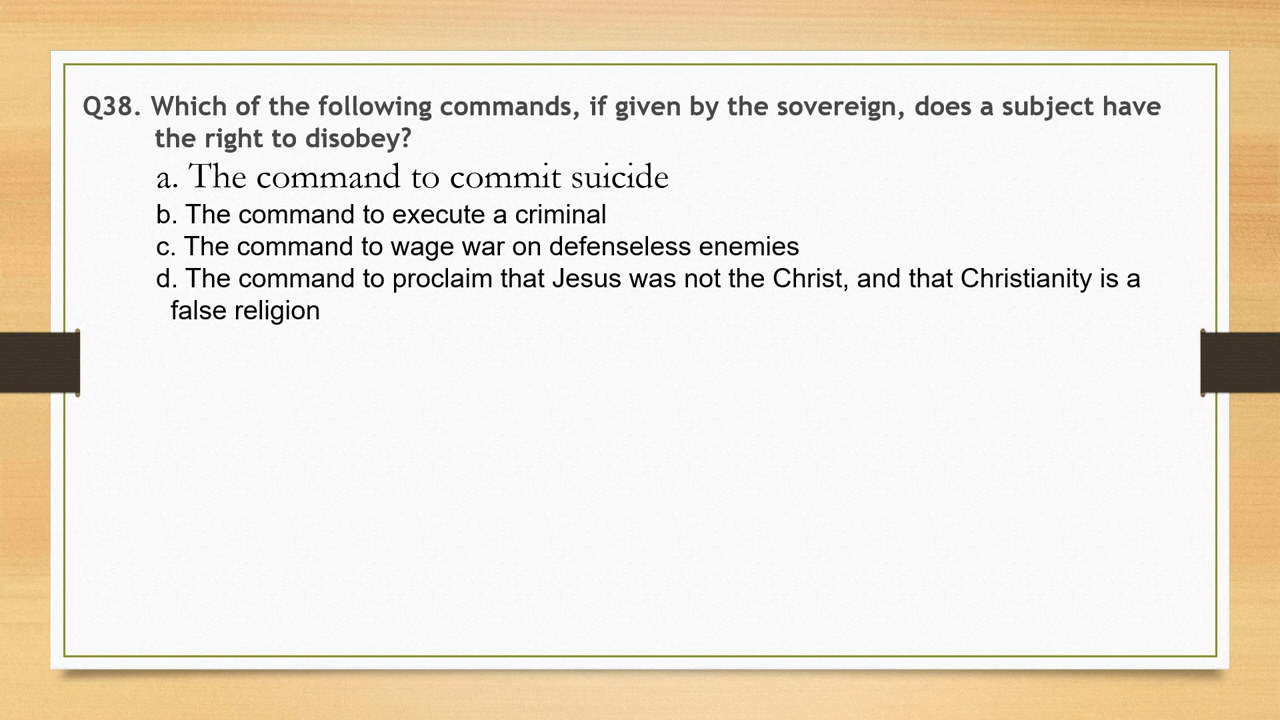 Q38. Which of the following commands, if given by the sovereign, does a subject have
the right to disobey?
a. The command to commit suicide
b. The command to execute a criminal
c. The command to wage war on defenseless enemies
d. The command to proclaim that Jesus was not the Christ, and that Christianity is a
false religion